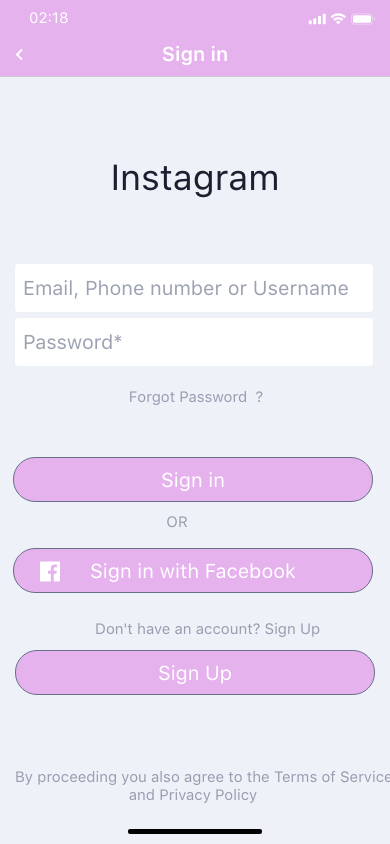 02:18
Sign in
Instagram
Email, Phone number or Username
Password*
Forgot Password ?
Sign in
OR
Sign in with Facebook
Don't have an account? Sign Up
Sign Up
By proceeding you also agree to the Terms of Service
and Privacy Policy